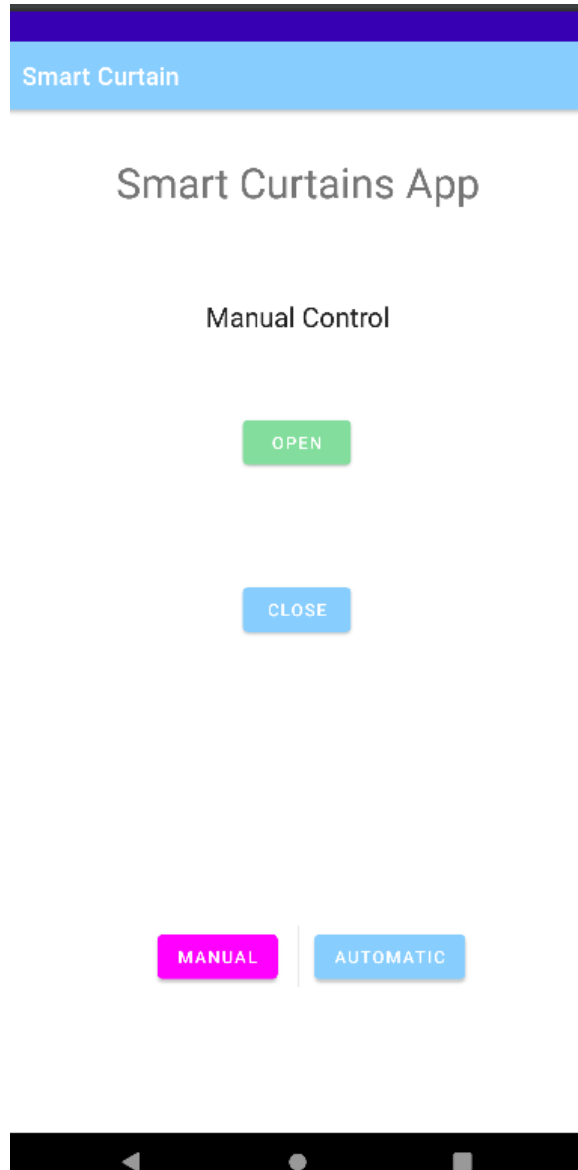 Smart Curtain
Smart Curtains App
Manual Control
OPEN
CLOSE
MANUAL
AUTOMATIC